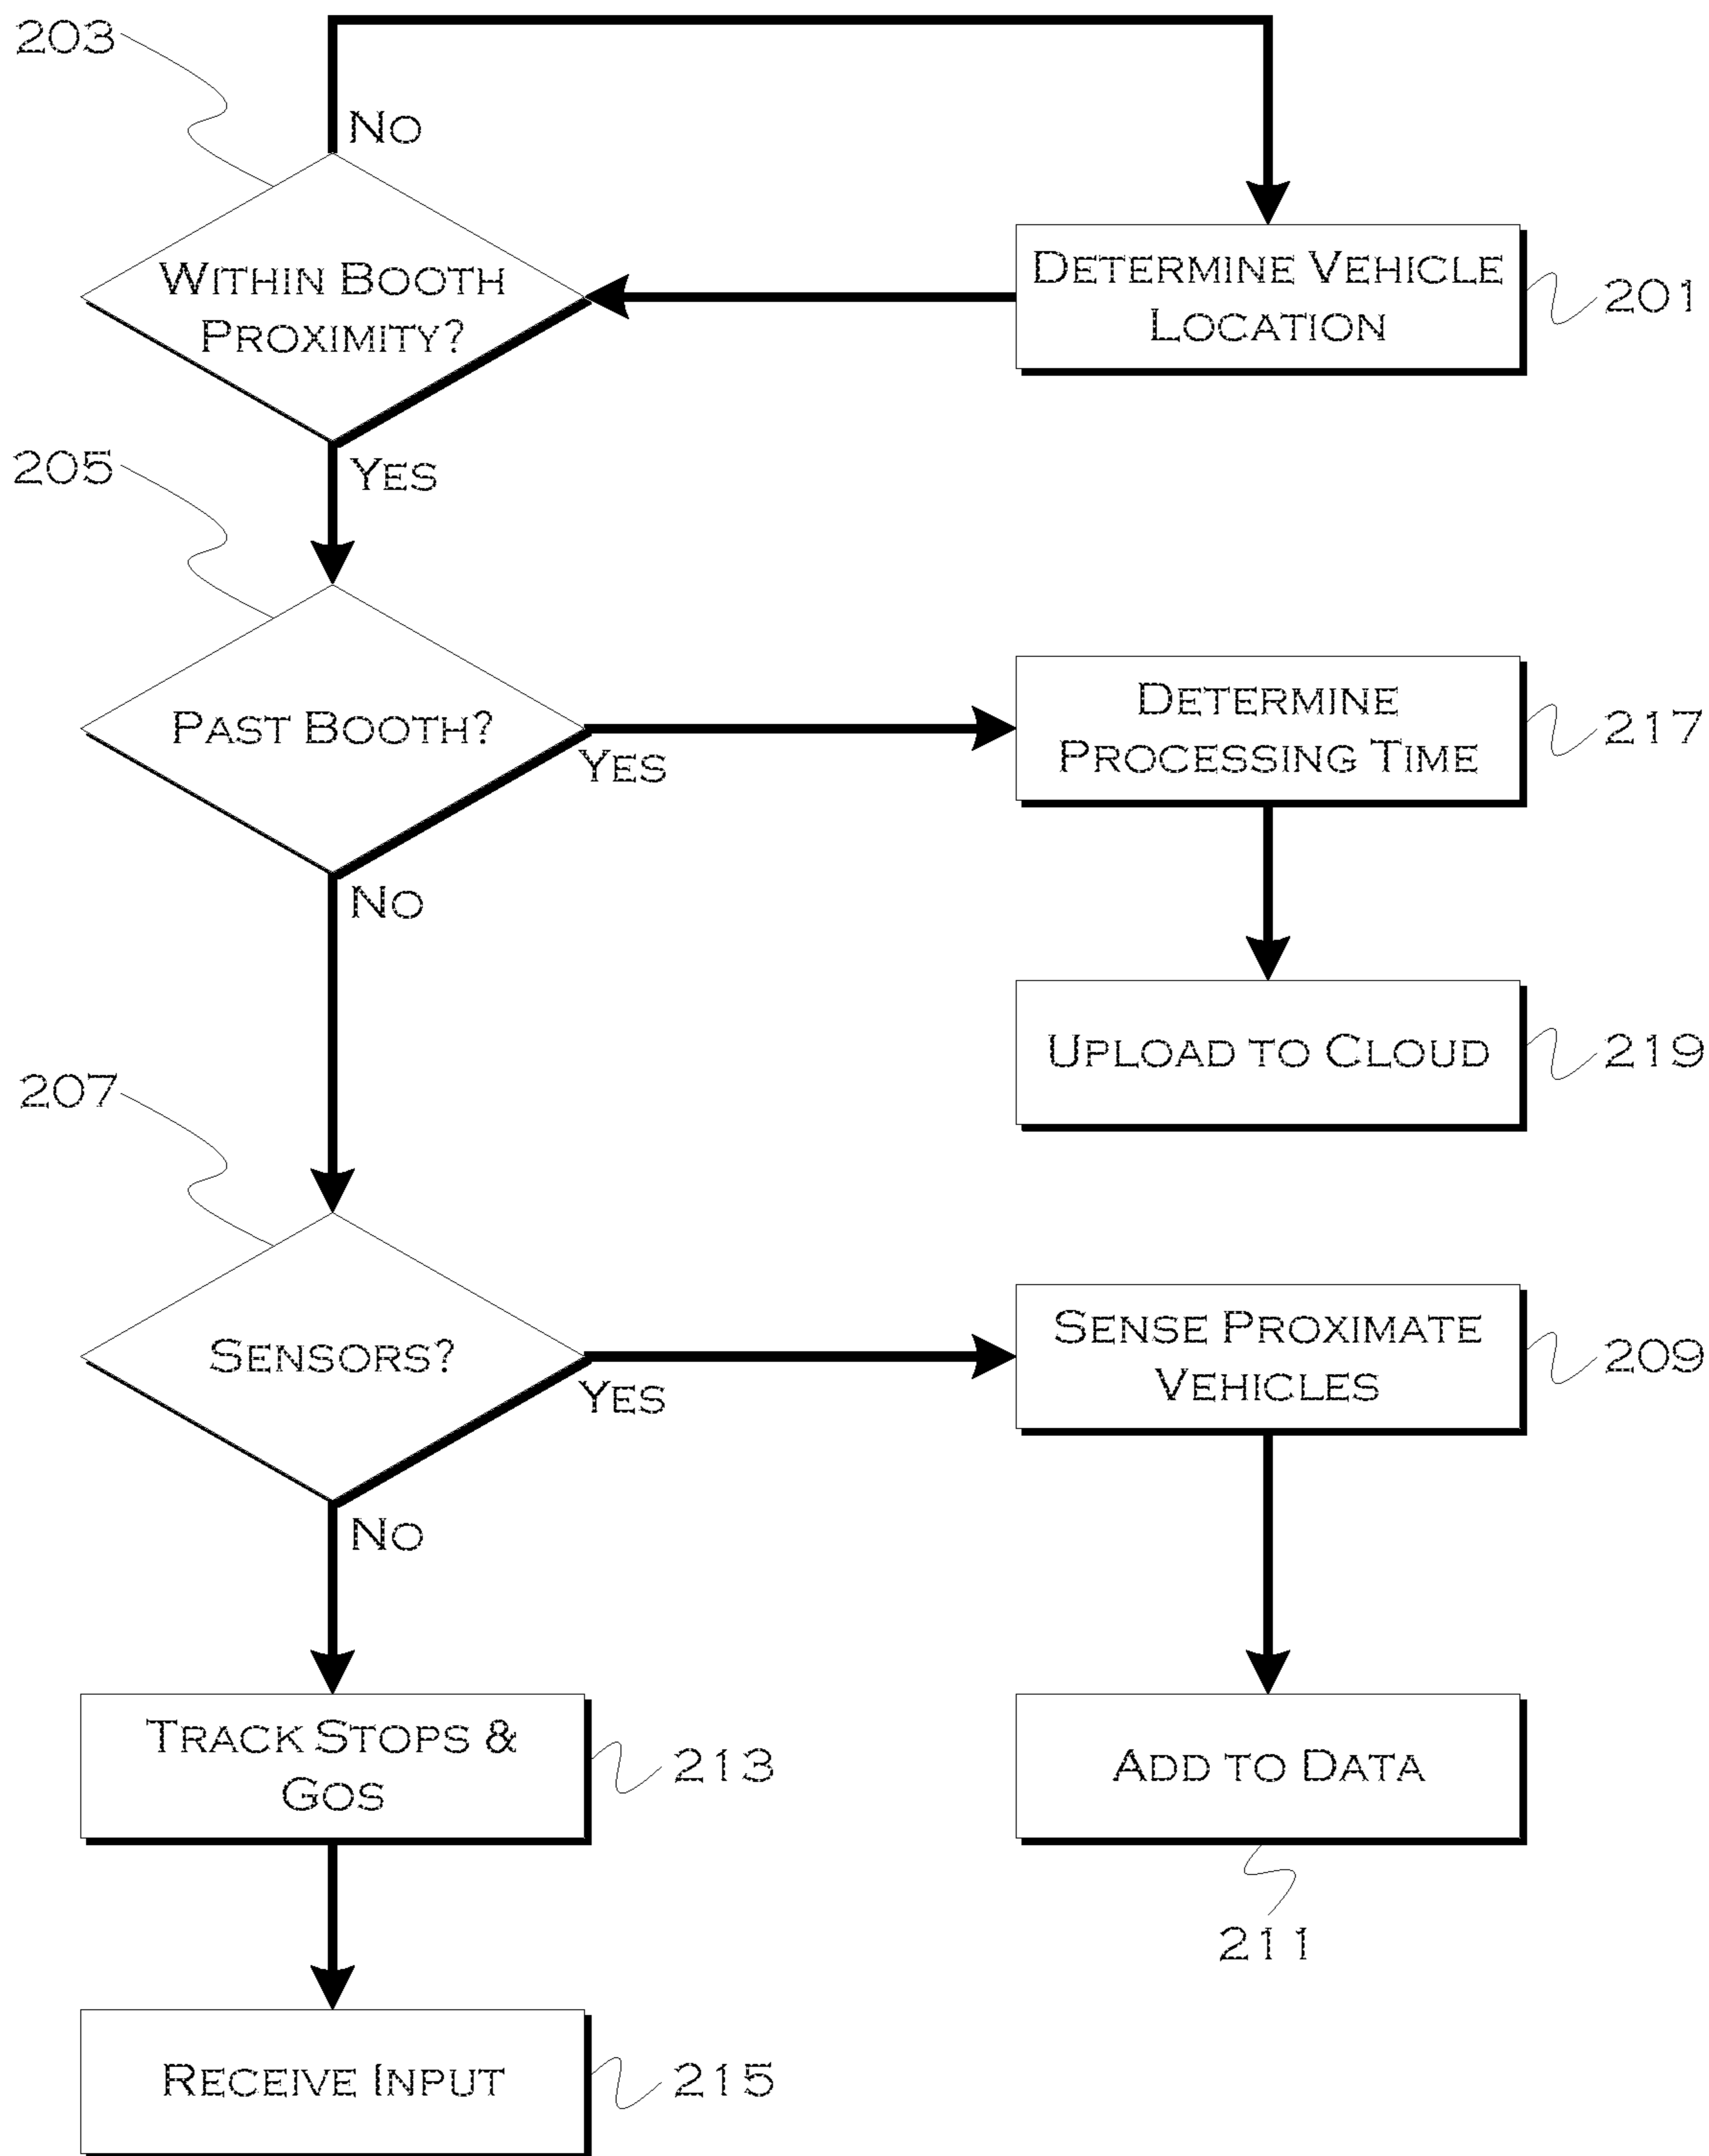 203
No
Within Booth
Proximity?
Determine Vehicle
Location
201
Yes
205
Past Booth?
Yes
No
Determine
Processing Time
217
Upload to Cloud
219
207
Sensors?
Yes
No
Sense Proximate
Vehicles
209
Track Stops &
Gos
213
Add to Data
211
Receive Input
215